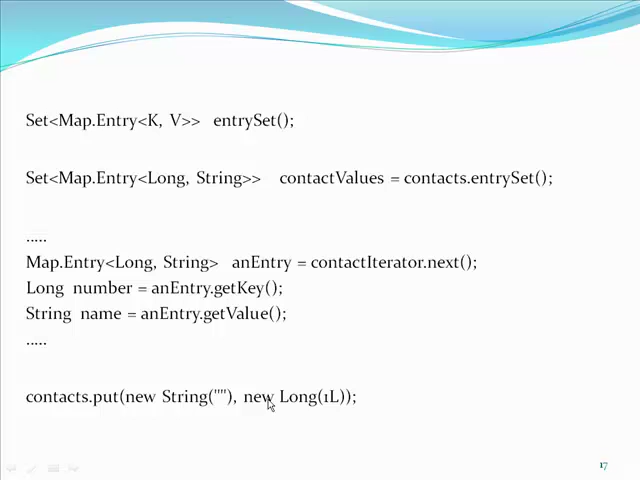 Set<Map.Entry<K, V>> entrySet();
Set<Map.Entry<Long, String>> contactValues = contacts.entrySet();
.....
Map.Entry<Long, String> anEntry = contactIterator.next();
Long number = anEntry.getKey();
String name = anEntry.getValue();
.....
contacts.put(new String(""), new Long(1L));
17